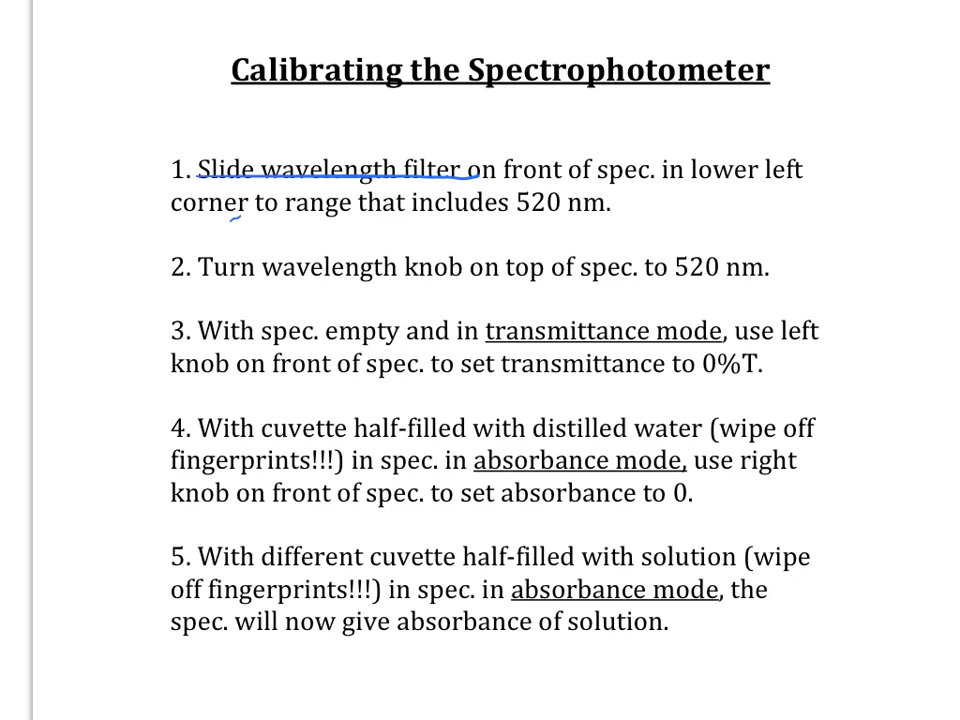 Calibrating the Spectrophotometer
1. Slide wavelength filter on front of spec. in lower left
corner to range that includes 520 nm.
2. Turn wavelength knob on top of spec. to 520 nm.
3. With spec. empty and in transmittance mode, use left
knob on front of spec. to set transmittance to 0%T.
4. With cuvette half-filled with distilled water (wipe off
fingerprints!!!) in spec. in absorbance mode, use right
knob on front of spec. to set absorbance to 0.
5. With different cuvette half-filled with solution (wipe
off fingerprints!!!) in spec. in absorbance mode, the
spec. will now give absorbance of solution.